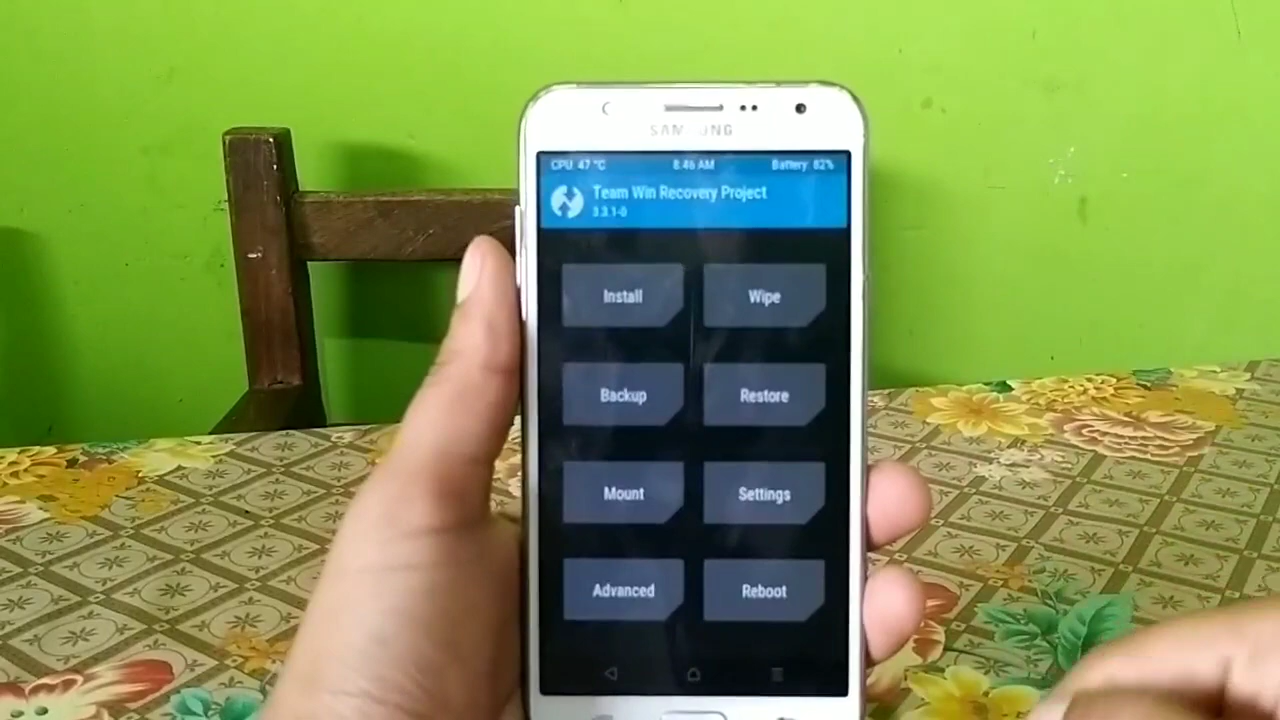 SAMSUNG
CPU: 47 °C 8:46 AM Battery: 82%
Team Win Recovery Project
3.3.1-0
Install Wipe
Backup Restore
Mount Settings
Advanced Reboot